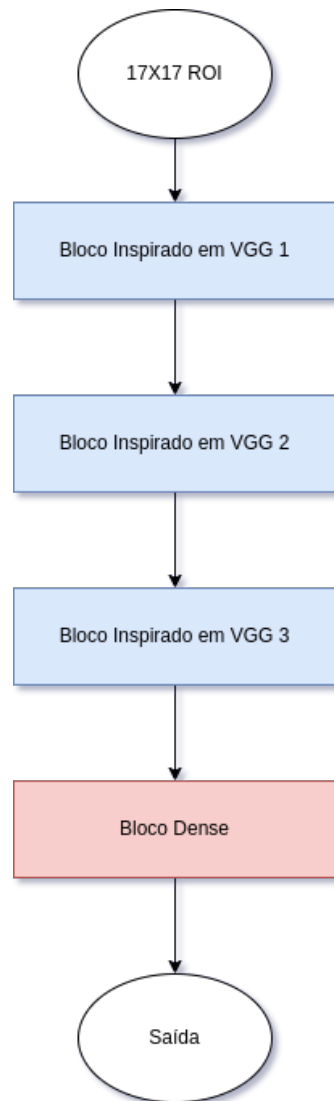 17X17 ROI
Bloco Inspirado em VGG 1
Bloco Inspirado em VGG 2
Bloco Inspirado em VGG 3
Bloco Dense
Saída